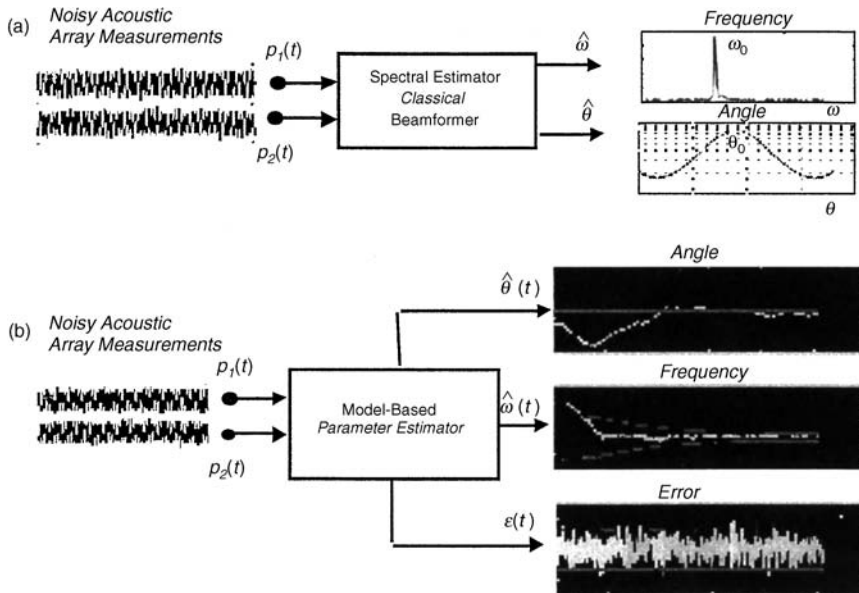 (a)
Noisy Acoustic
Array Measurements
p₁(t)
p₂(t)
Spectral Estimator
Classical
Beamformer
ω̂
θ̂
Frequency
ω₀
ω
Angle
θ₀
θ
(b)
Noisy Acoustic
Array Measurements
p₁(t)
p₂(t)
Model-Based
Parameter Estimator
θ̂ (t)
ω̂ (t)
ε(t)
Angle
Frequency
Error